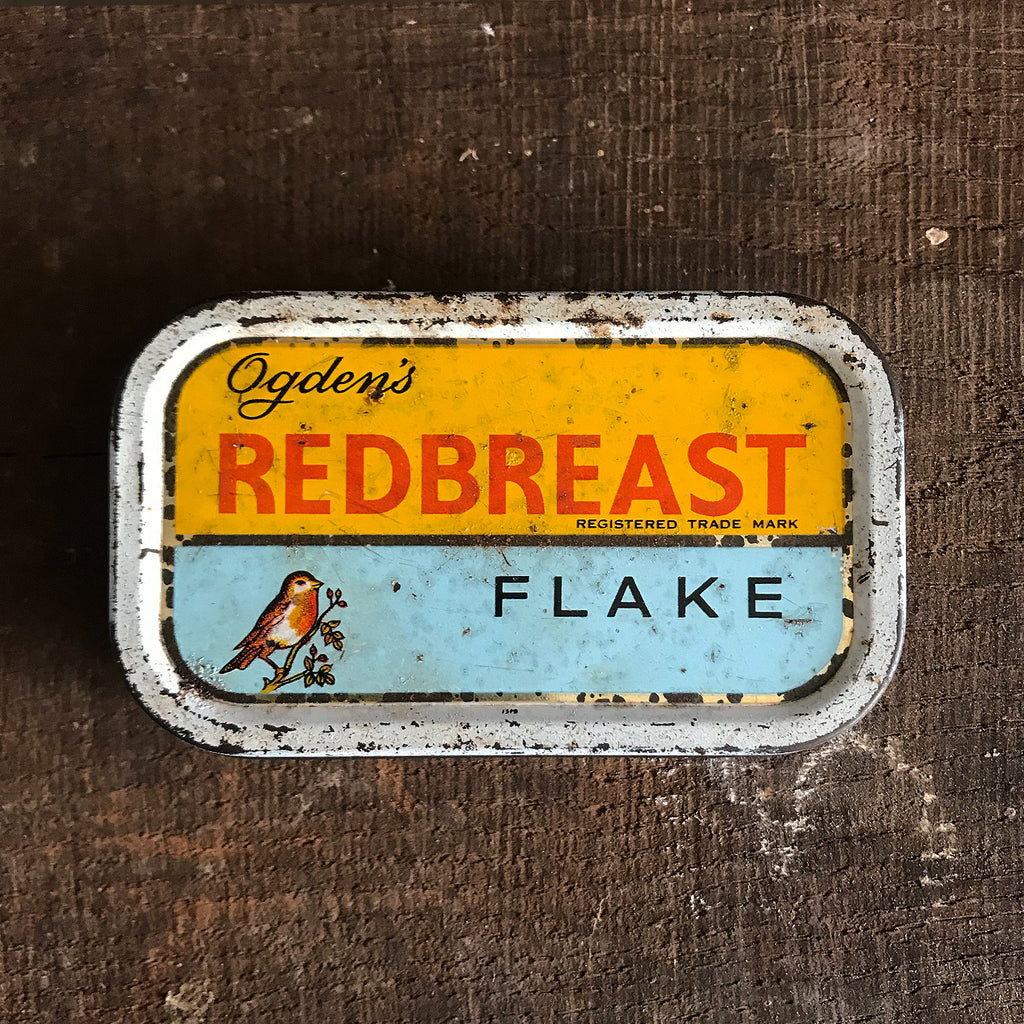 Ogden's
REDBREAST
REGISTERED TRADE MARK
FLAKE